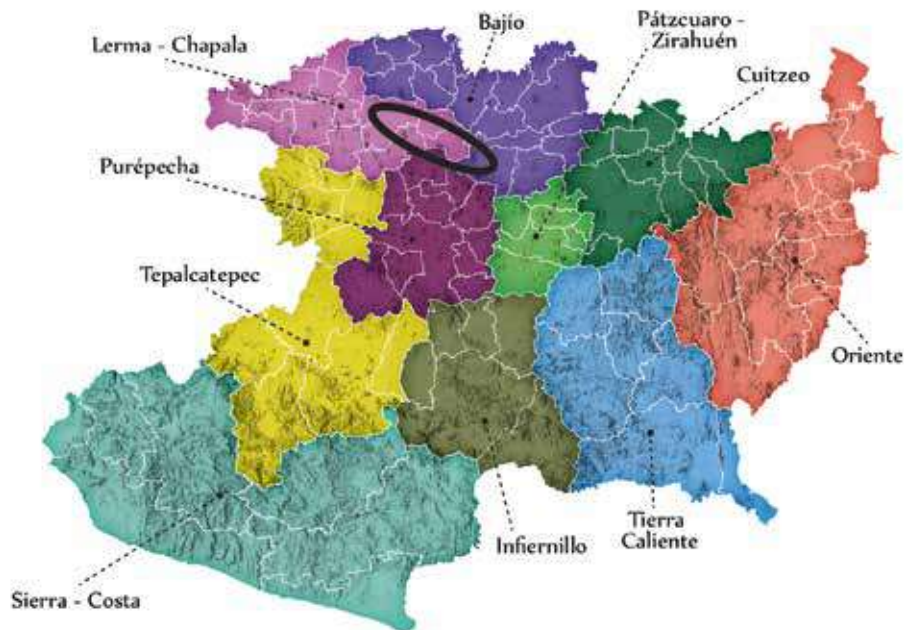 Bajío
Pátzcuaro -
Zirahuén
Lerma - Chapala
Cuitzeo
Purépecha
Tepalcatepec
Oriente
Infiernillo
Tierra
Caliente
Sierra - Costa